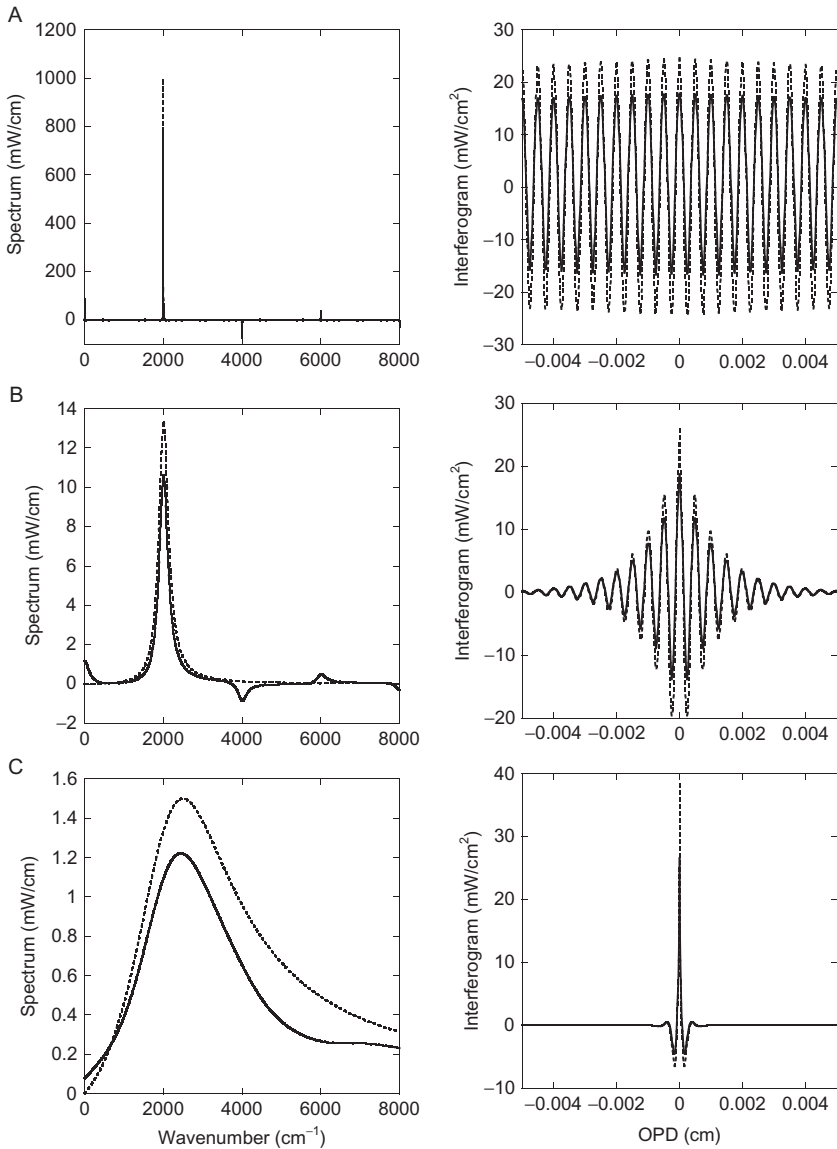 A
1200
1000
800
600
400
200
0
Spectrum (mW/cm)
0 2000 4000 6000 8000
30
20
10
0
–10
–20
–30
Interferogram (mW/cm²)
–0.004 –0.002 0 0.002 0.004
B
14
12
10
8
6
4
2
0
–2
Spectrum (mW/cm)
0 2000 4000 6000 8000
30
20
10
0
–10
–20
Interferogram (mW/cm²)
–0.004 –0.002 0 0.002 0.004
C
1.6
1.4
1.2
1
0.8
0.6
0.4
0.2
0
Spectrum (mW/cm)
0 2000 4000 6000 8000
Wavenumber (cm⁻¹)
40
30
20
10
0
–10
Interferogram (mW/cm²)
–0.004 –0.002 0 0.002 0.004
OPD (cm)